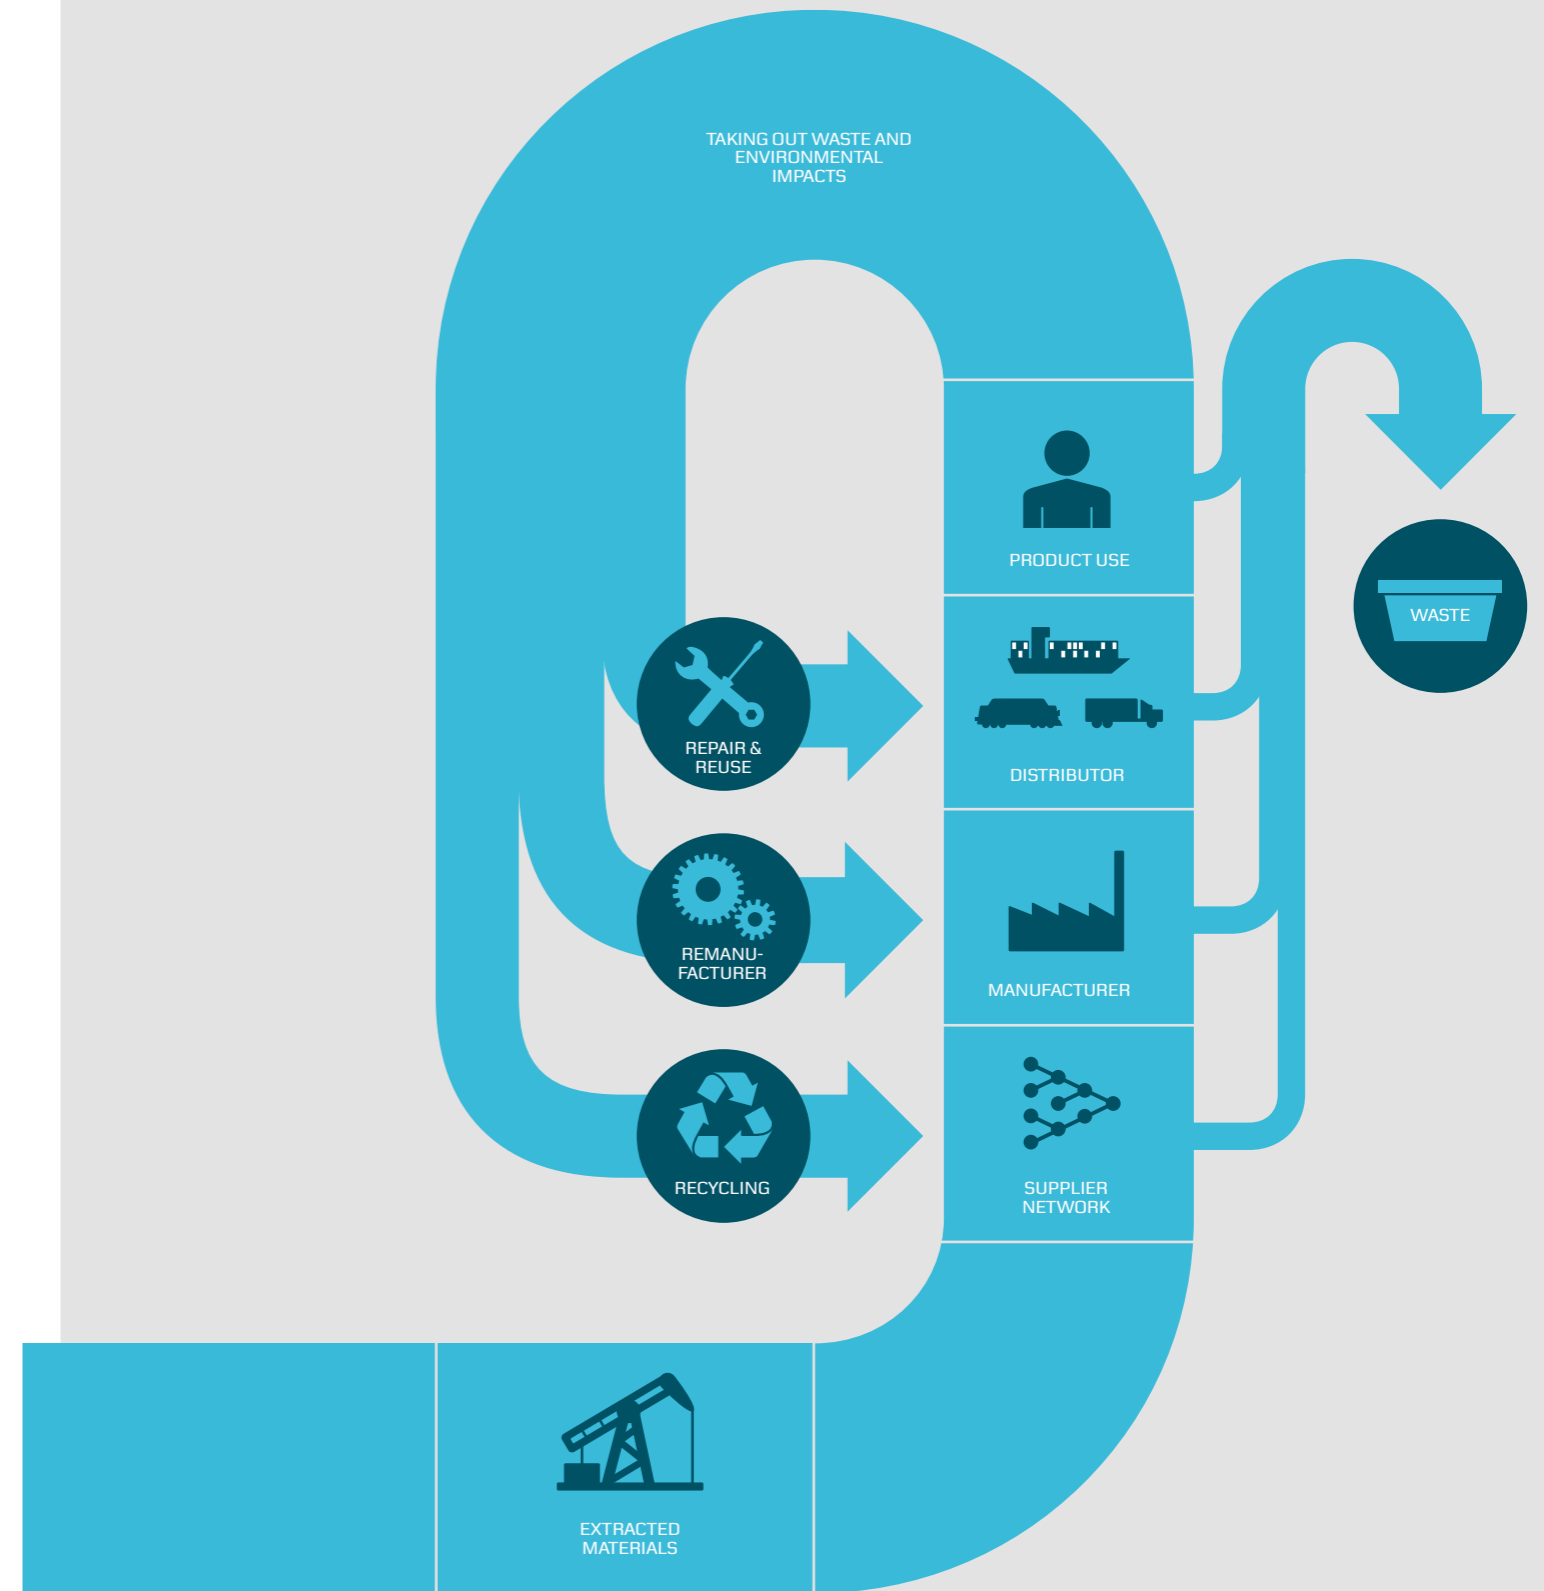 TAKING OUT WASTE AND
ENVIRONMENTAL
IMPACTS
PRODUCT USE
WASTE
DISTRIBUTOR
REPAIR &
REUSE
REMANU-
FACTURER
MANUFACTURER
RECYCLING
SUPPLIER
NETWORK
EXTRACTED
MATERIALS